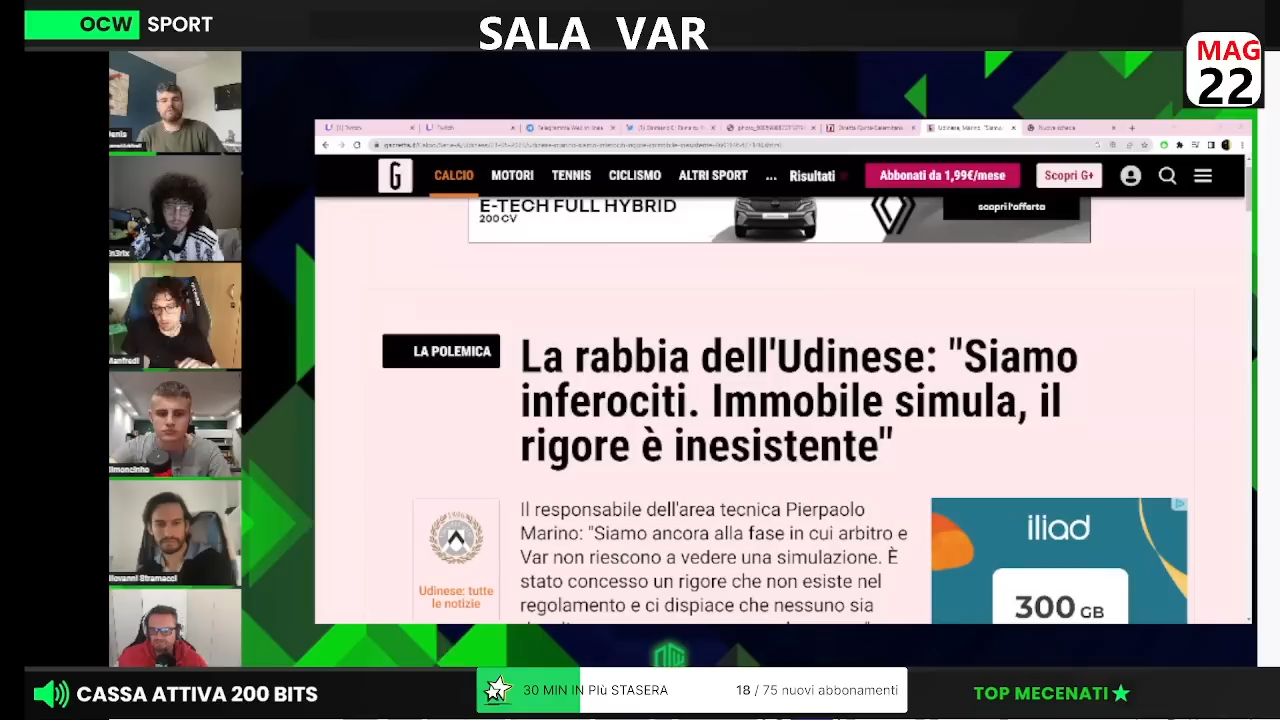 OCW SPORT
SALA VAR
MAG
22
CALCIO MOTORI TENNIS CICLISMO ALTRI SPORT ... Risultati
Abbonati da 1,99€/mese
Scopri G+
E-TECH FULL HYBRID
200 CV
scopri l'offerta
LA POLEMICA
La rabbia dell'Udinese: "Siamo
inferociti. Immobile simula, il
rigore è inesistente"
Il responsabile dell'area tecnica Pierpaolo
Marino: "Siamo ancora alla fase in cui arbitro e
Var non riescono a vedere una simulazione. È
stato concesso un rigore che non esiste nel
regolamento e ci dispiace che nessuno sia
Udinese: tutte
le notizie
iliad
300 GB
Denis
Manfredi
Simoncinho
Giovanni Stramacci
CASSA ATTIVA 200 BITS
30 MIN IN PIù STASERA
18 / 75 nuovi abbonamenti
TOP MECENATI